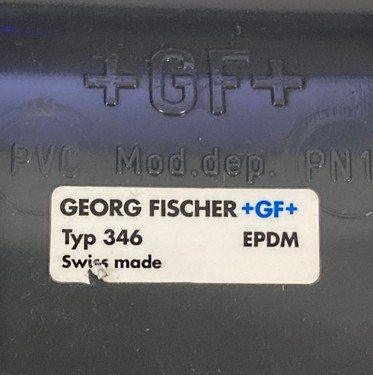 +GF+
PVC Mod.dep. PN1
GEORG FISCHER +GF+
Typ 346 EPDM
Swiss made